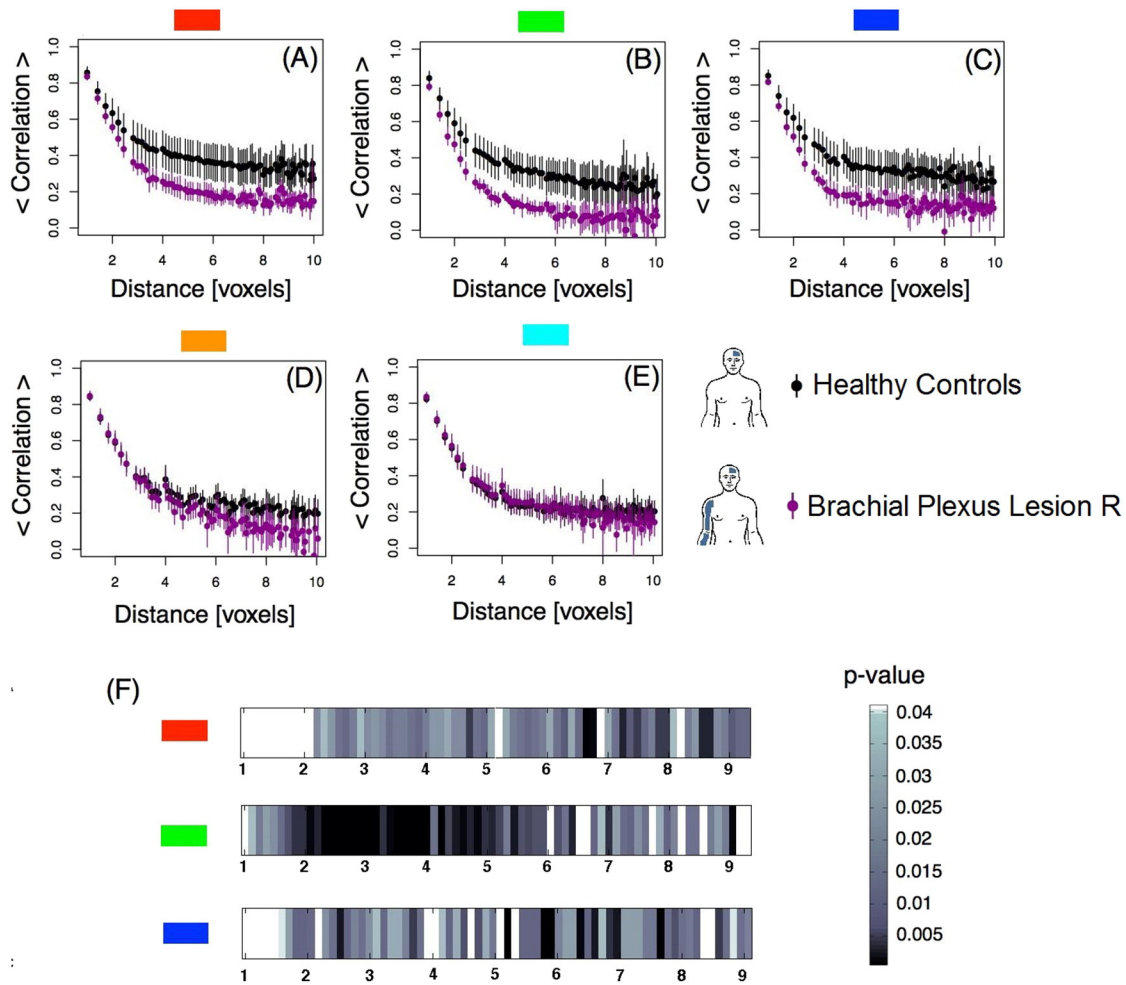 (A)
(B)
(C)
< Correlation >
< Correlation >
< Correlation >
0.0 0.2 0.4 0.6 0.8 1.0
0.0 0.2 0.4 0.6 0.8 1.0
0.0 0.2 0.4 0.6 0.8 1.0
2 4 6 8 10
2 4 6 8 10
2 4 6 8 10
Distance [voxels]
Distance [voxels]
Distance [voxels]
(D)
(E)
< Correlation >
< Correlation >
0.0 0.2 0.4 0.6 0.8 1.0
0.0 0.2 0.4 0.6 0.8 1.0
2 4 6 8 10
2 4 6 8 10
Distance [voxels]
Distance [voxels]
Healthy Controls
Brachial Plexus Lesion R
(F)
1 2 3 4 5 6 7 8 9
1 2 3 4 5 6 7 8 9
1 2 3 4 5 6 7 8 9
p-value
0.04
0.035
0.03
0.025
0.02
0.015
0.01
0.005